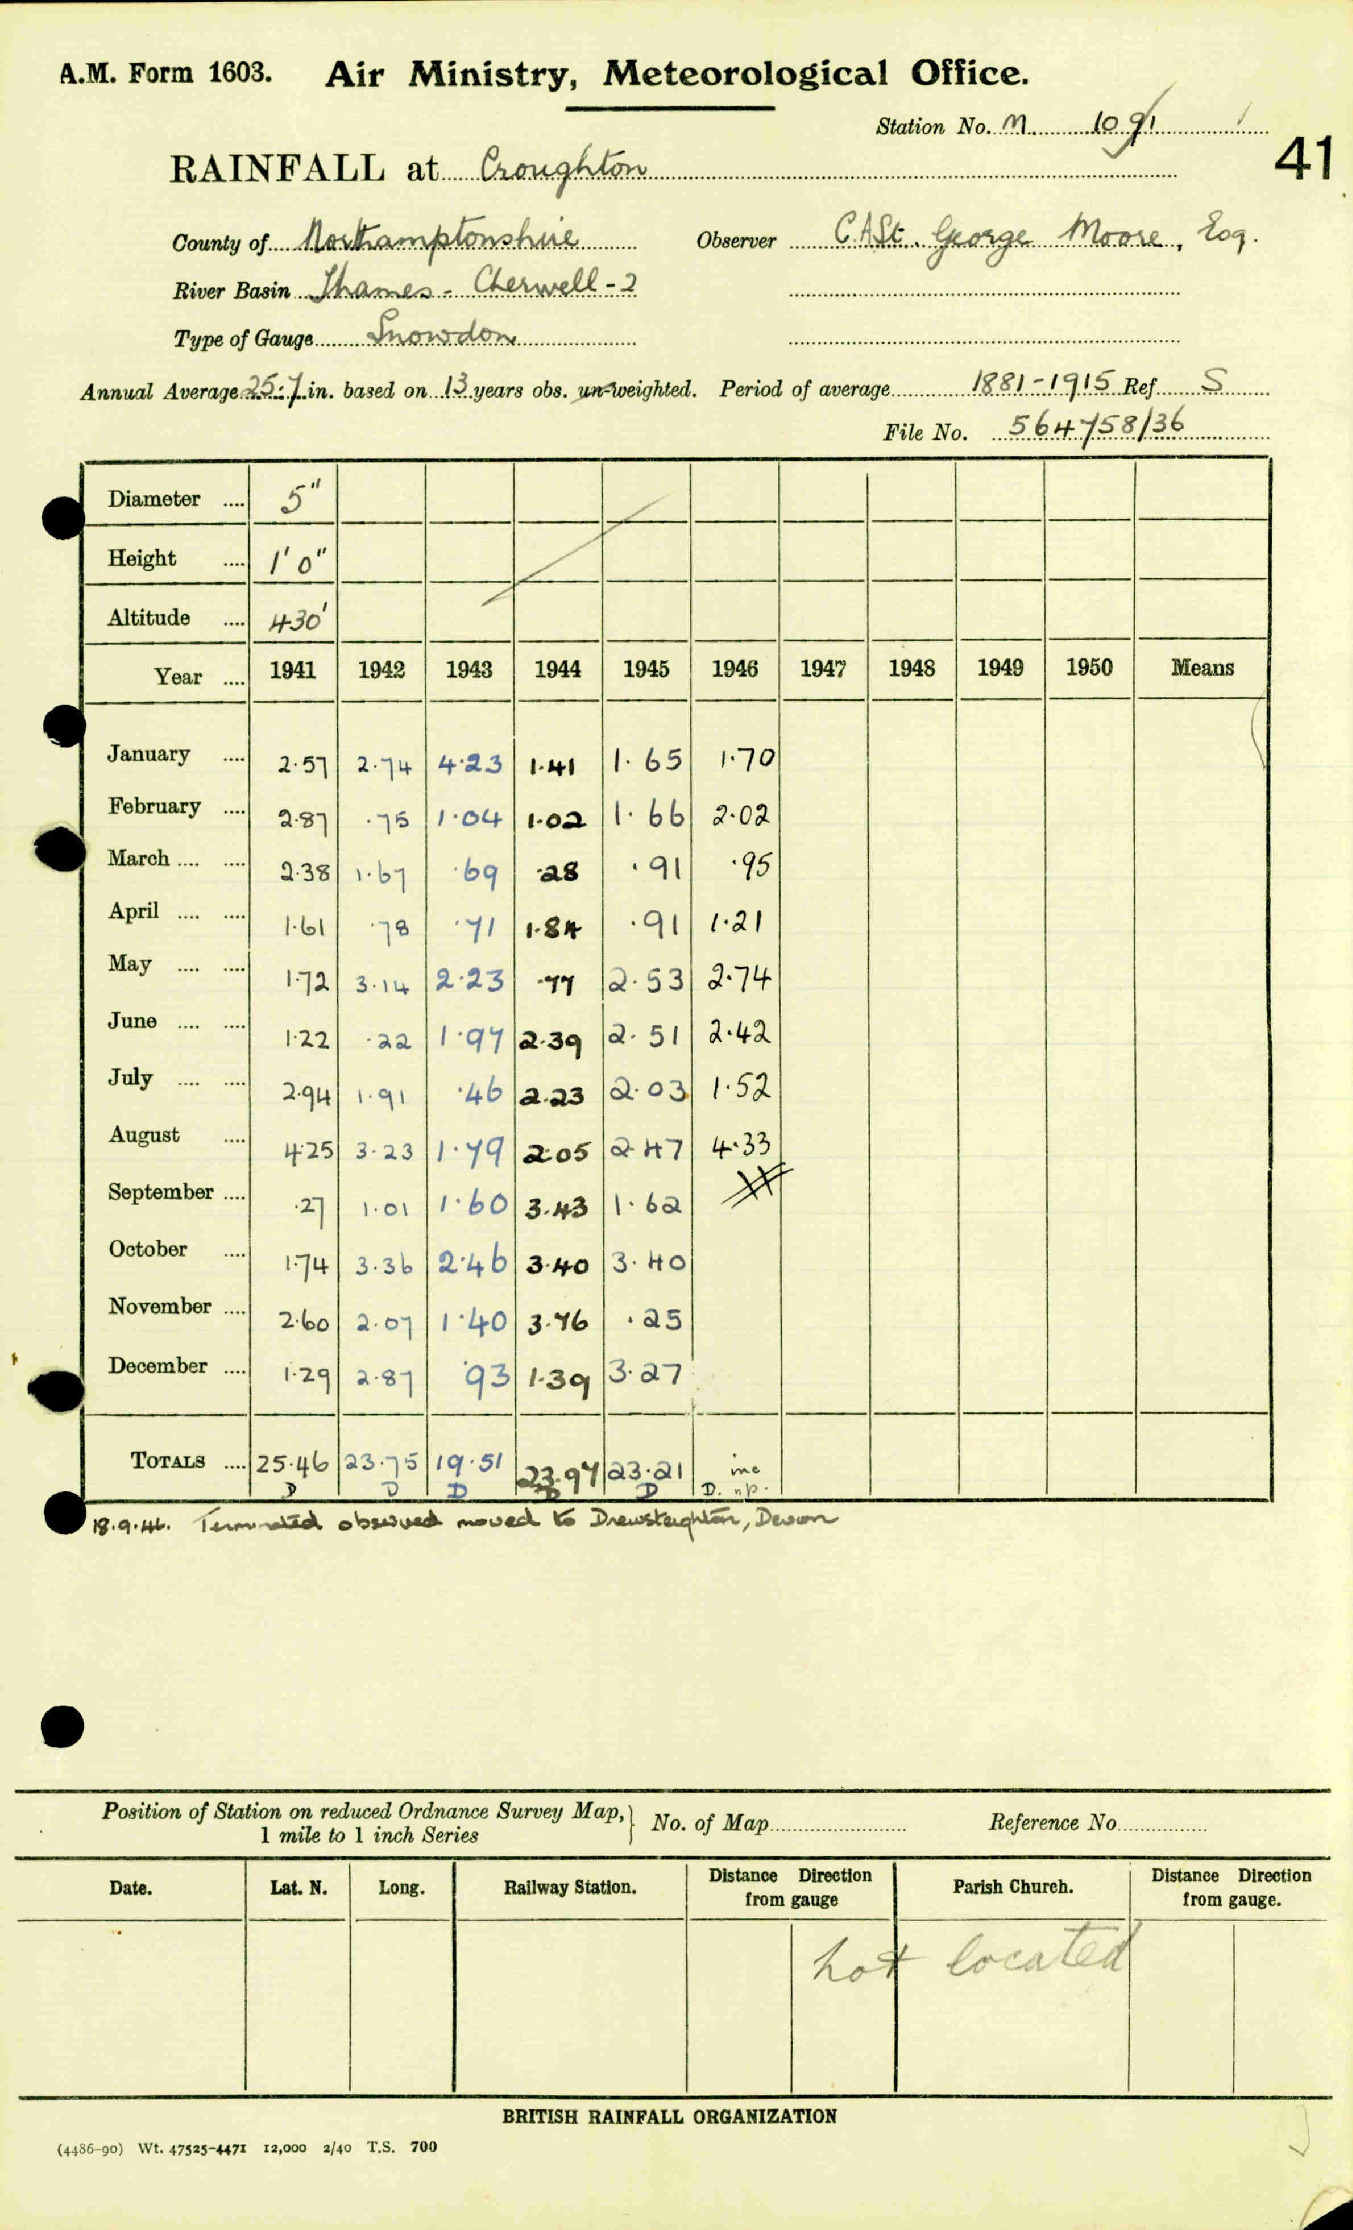 A.M. Form 1603. Air Ministry, Meteorological Office.
Station No. M 1091
41
RAINFALL at Croughton
County of Northamptonshire Observer C.A.St. George Moore, Esq.
River Basin Thames - Cherwell - 2
Type of Gauge Snowdon
Annual Average 25.7 in. based on 13 years obs. un-weighted. Period of average 1881-1915 Ref. S
File No. 564758/36
Diameter .... 5"
Height .... 1' 0"
Altitude .... 430'
Year .... 1941 1942 1943 1944 1945 1946 1947 1948 1949 1950 Means
January .... 2.57 2.74 4.23 1.41 1.65 1.70
February .... 2.87 .75 1.04 1.02 1.66 2.02
March .... .... 2.38 1.67 .69 .28 .91 .95
April .... .... 1.61 .78 .71 1.84 .91 1.21
May .... .... 1.72 3.14 2.23 .77 2.53 2.74
June .... .... 1.22 .22 1.97 2.39 2.51 2.42
July .... .... 2.94 1.91 .46 2.23 2.03 1.52
August .... 4.25 3.23 1.79 2.05 2.47 4.33
September .... .27 1.01 1.60 3.43 1.62
October .... 1.74 3.36 2.46 3.40 3.40
November .... 2.60 2.07 1.40 3.76 .25
December .... 1.29 2.87 .93 1.39 3.27
TOTALS .... 25.46 23.75 19.51 23.97 23.21 inc
D D D D D D. n.p.
18.9.46. Terminated observer moved to Drewsteignton, Devon
Position of Station on reduced Ordnance Survey Map, 1 mile to 1 inch Series } No. of Map Reference No
Date. Lat. N. Long. Railway Station. Distance Direction from gauge Parish Church. Distance Direction from gauge.
not located
BRITISH RAINFALL ORGANIZATION
(4486-90) Wt. 47525-4471 12,000 2/40 T.S. 700